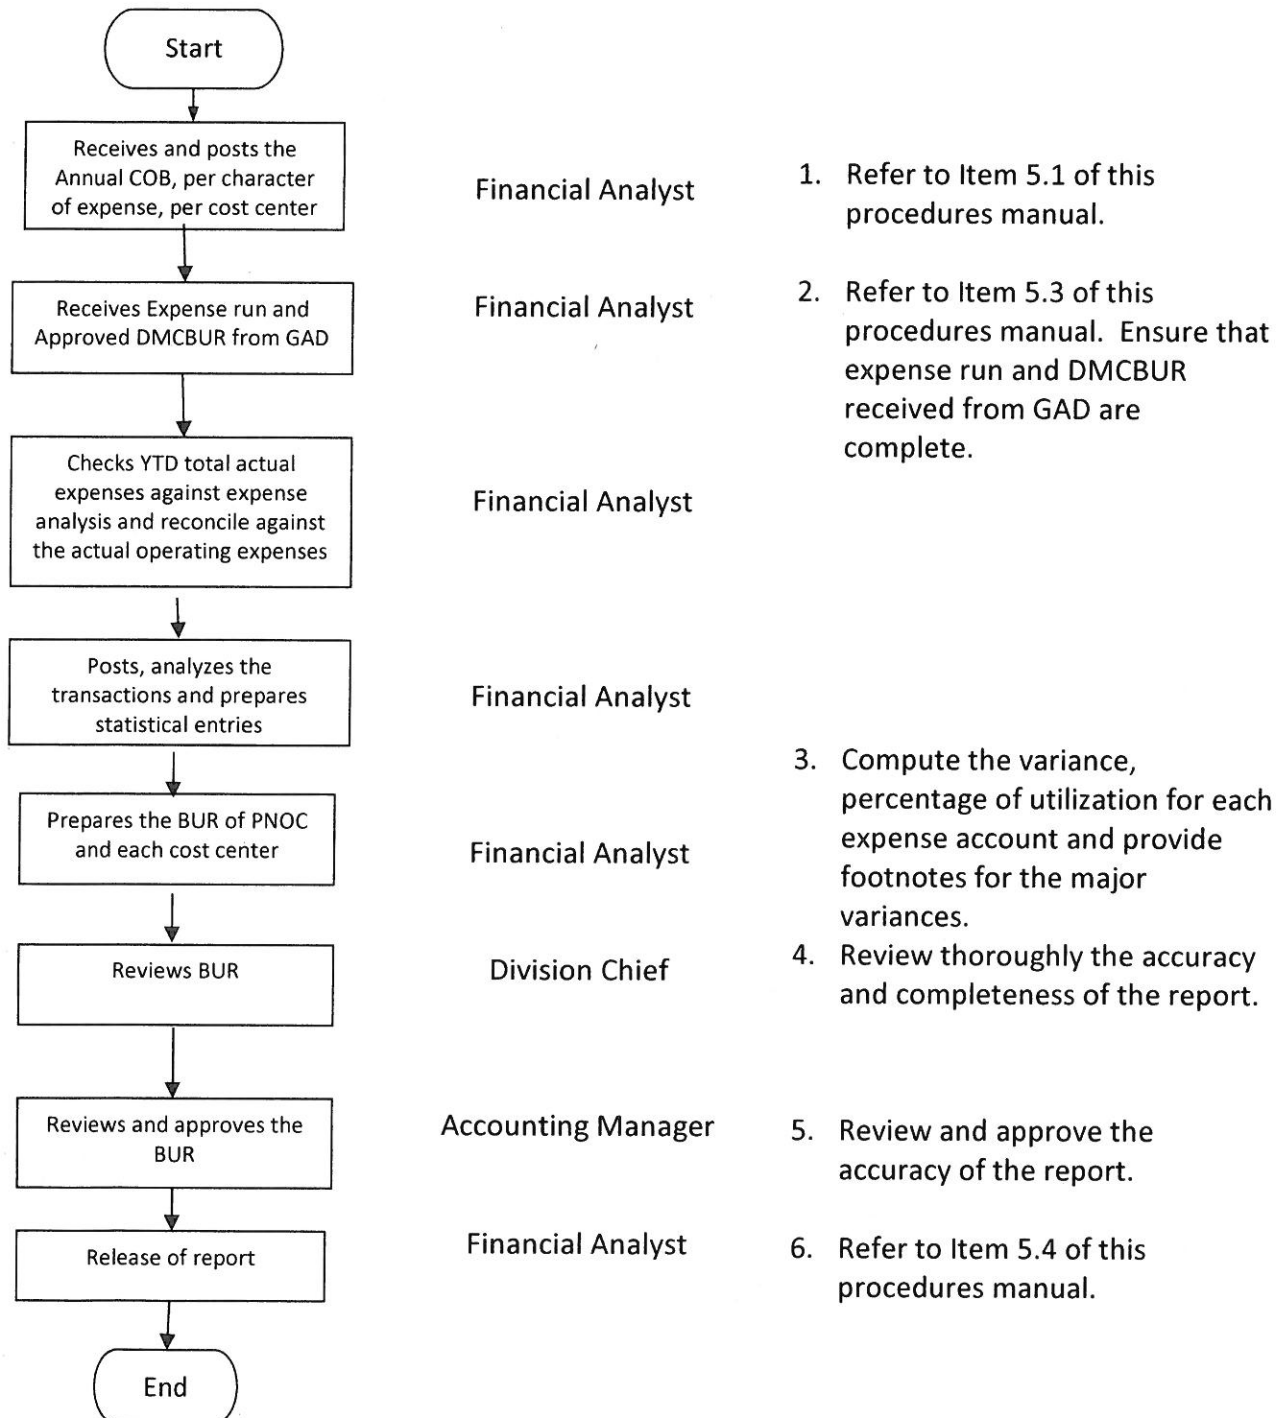 Start
Receives and posts the
Annual COB, per character
of expense, per cost center
Financial Analyst
1. Refer to Item 5.1 of this
procedures manual.
Receives Expense run and
Approved DMCBUR from GAD
Financial Analyst
2. Refer to Item 5.3 of this
procedures manual. Ensure that
expense run and DMCBUR
received from GAD are
complete.
Checks YTD total actual
expenses against expense
analysis and reconcile against
the actual operating expenses
Financial Analyst
Posts, analyzes the
transactions and prepares
statistical entries
Financial Analyst
Prepares the BUR of PNOC
and each cost center
Financial Analyst
3. Compute the variance,
percentage of utilization for each
expense account and provide
footnotes for the major
variances.
Reviews BUR
Division Chief
4. Review thoroughly the accuracy
and completeness of the report.
Reviews and approves the
BUR
Accounting Manager
5. Review and approve the
accuracy of the report.
Release of report
Financial Analyst
6. Refer to Item 5.4 of this
procedures manual.
End